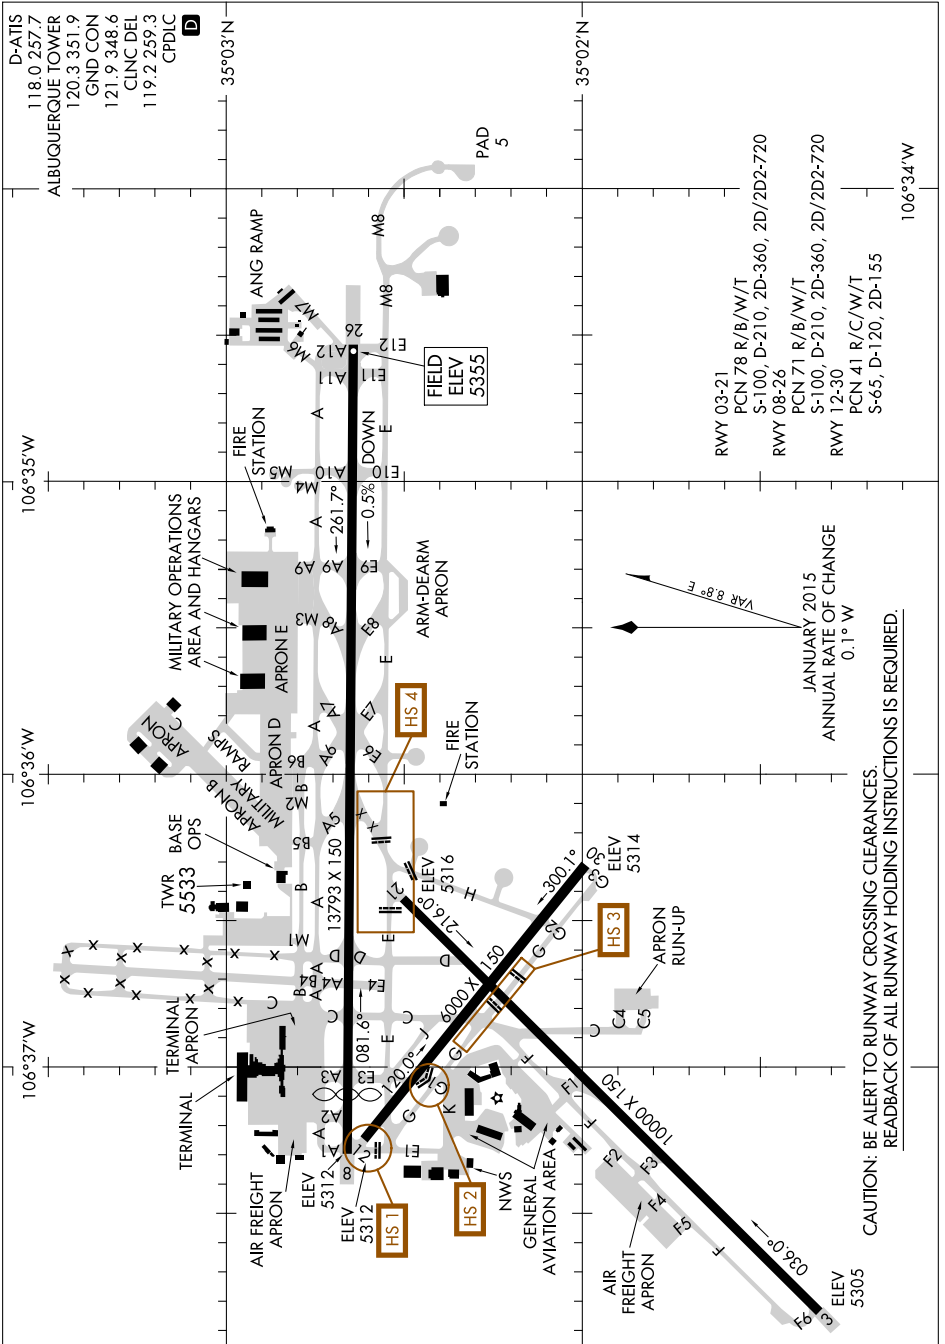 D-ATIS
118.0 257.7
ALBUQUERQUE TOWER
120.3 351.9
GND CON
121.9 348.6
CLNC DEL
119.2 259.3
CPDLC
D
35°03'N
35°02'N
106°34'W
106°35'W
106°36'W
106°37'W
PAD
5
M8
M8
ANG RAMP
M7
M6
A12
26
E12
A11
E11
FIELD
ELEV
5355
A
E
FIRE
STATION
M5
M4
A10
E10
261.7°
0.5% DOWN
A
A9
A9
E9
ARM-DEARM
APRON
MILITARY OPERATIONS
AREA AND HANGARS
APRON E
M3
A8
E8
E
A7
A
E7
APRON
C
MILITARY RAMPS
APRON B
APRON D
B6
A6
E6
B
M2
A5
B5
X
X
HS 4
FIRE
STATION
BASE
OPS
TWR
5533
B
A
13793 X 150
M1
21
ELEV
5316
216.0°
H
E
D
D
X
X
X
X
X
X
X
X
X
X
X
X
B
B4
A
A4
E4
A
C
C
C
081.6°
E
TERMINAL
APRON
TERMINAL
A3
E3
A2
A
A1
E1
8
12
ELEV
5312
ELEV
5312
AIR FREIGHT
APRON
HS 1
120.0°
G
G1
K
J
G
HS 2
6000 X 150
G
G2
300.1°
30
G3
ELEV
5314
HS 3
APRON
RUN-UP
C4
C5
C
NWS
GENERAL
AVIATION AREA
F
F1
F
F2
F3
F4
F5
F
F6
10000 X 150
AIR
FREIGHT
APRON
036.0°
3
ELEV
5305
RWY 03-21
PCN 78 R/B/W/T
S-100, D-210, 2D-360, 2D/2D2-720
RWY 08-26
PCN 71 R/B/W/T
S-100, D-210, 2D-360, 2D/2D2-720
RWY 12-30
PCN 41 R/C/W/T
S-65, D-120, 2D-155
VAR 8.8° E
JANUARY 2015
ANNUAL RATE OF CHANGE
0.1° W
CAUTION: BE ALERT TO RUNWAY CROSSING CLEARANCES.
READBACK OF ALL RUNWAY HOLDING INSTRUCTIONS IS REQUIRED.